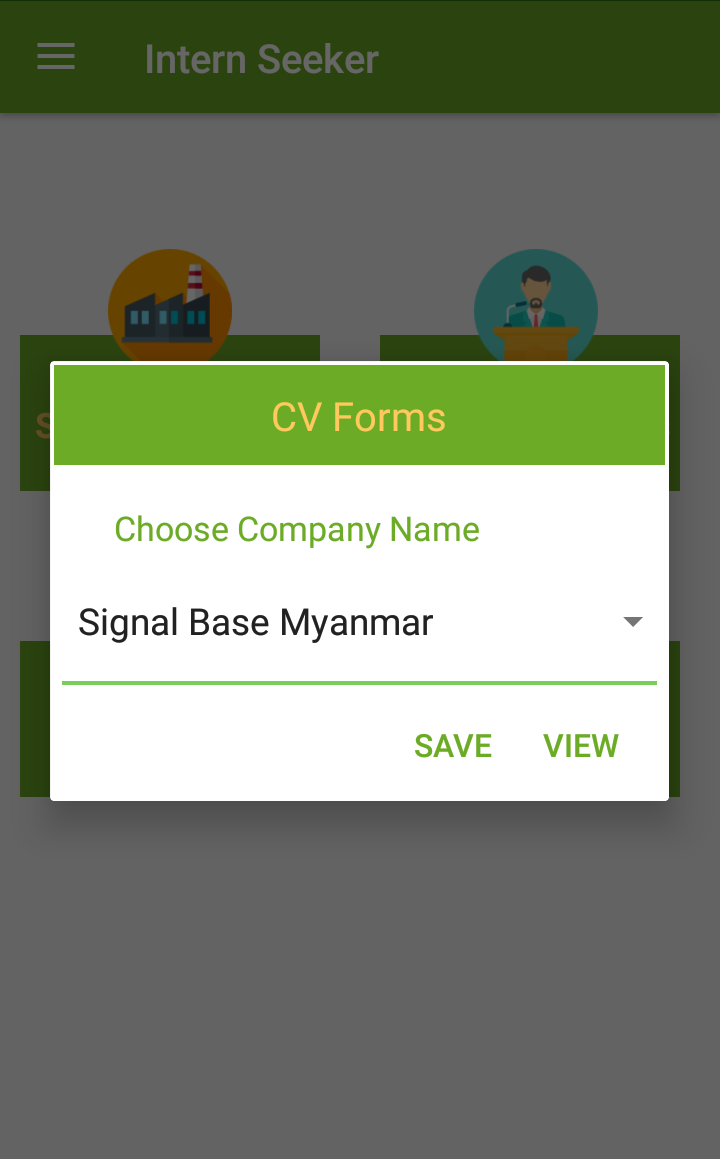 Intern Seeker
CV Forms
Choose Company Name
Signal Base Myanmar
SAVE VIEW